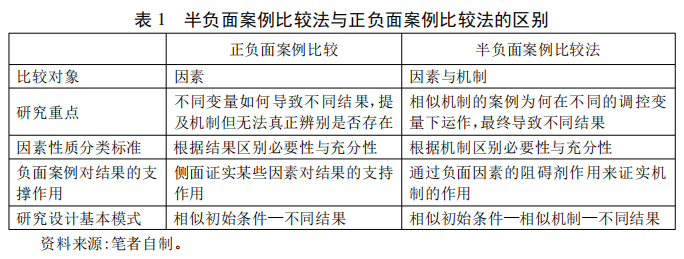 表 1 半负面案例比较法与正负面案例比较法的区别
正负面案例比较 半负面案例比较法
比较对象 因素 因素与机制
研究重点 不同变量如何导致不同结果,提及机制但无法真正辨别是否存在 相似机制的案例为何在不同的调控变量下运作,最终导致不同结果
因素性质分类标准 根据结果区别必要性与充分性 根据机制区别必要性与充分性
负面案例对结果的支撑作用 侧面证实某些因素对结果的支持作用 通过负面因素的阻碍剂作用来证实机制的作用
研究设计基本模式 相似初始条件—不同结果 相似初始条件—相似机制—不同结果
资料来源:笔者自制。